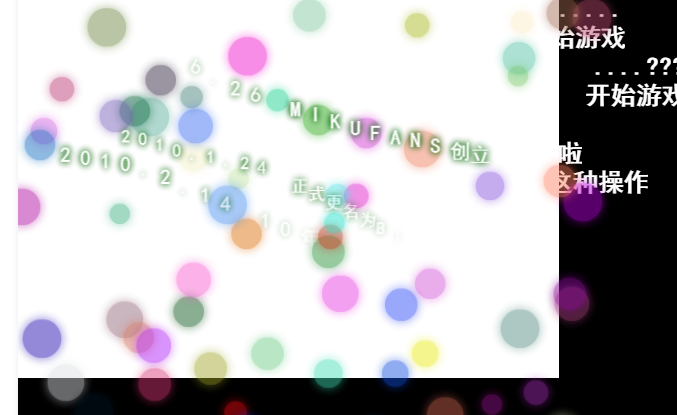 . . . . .
始游戏
. . . . ???
开始游戏
6.26 MIKUFANS创立
2010.1.24
2010.2.14
正式更名为B
啦
这种操作